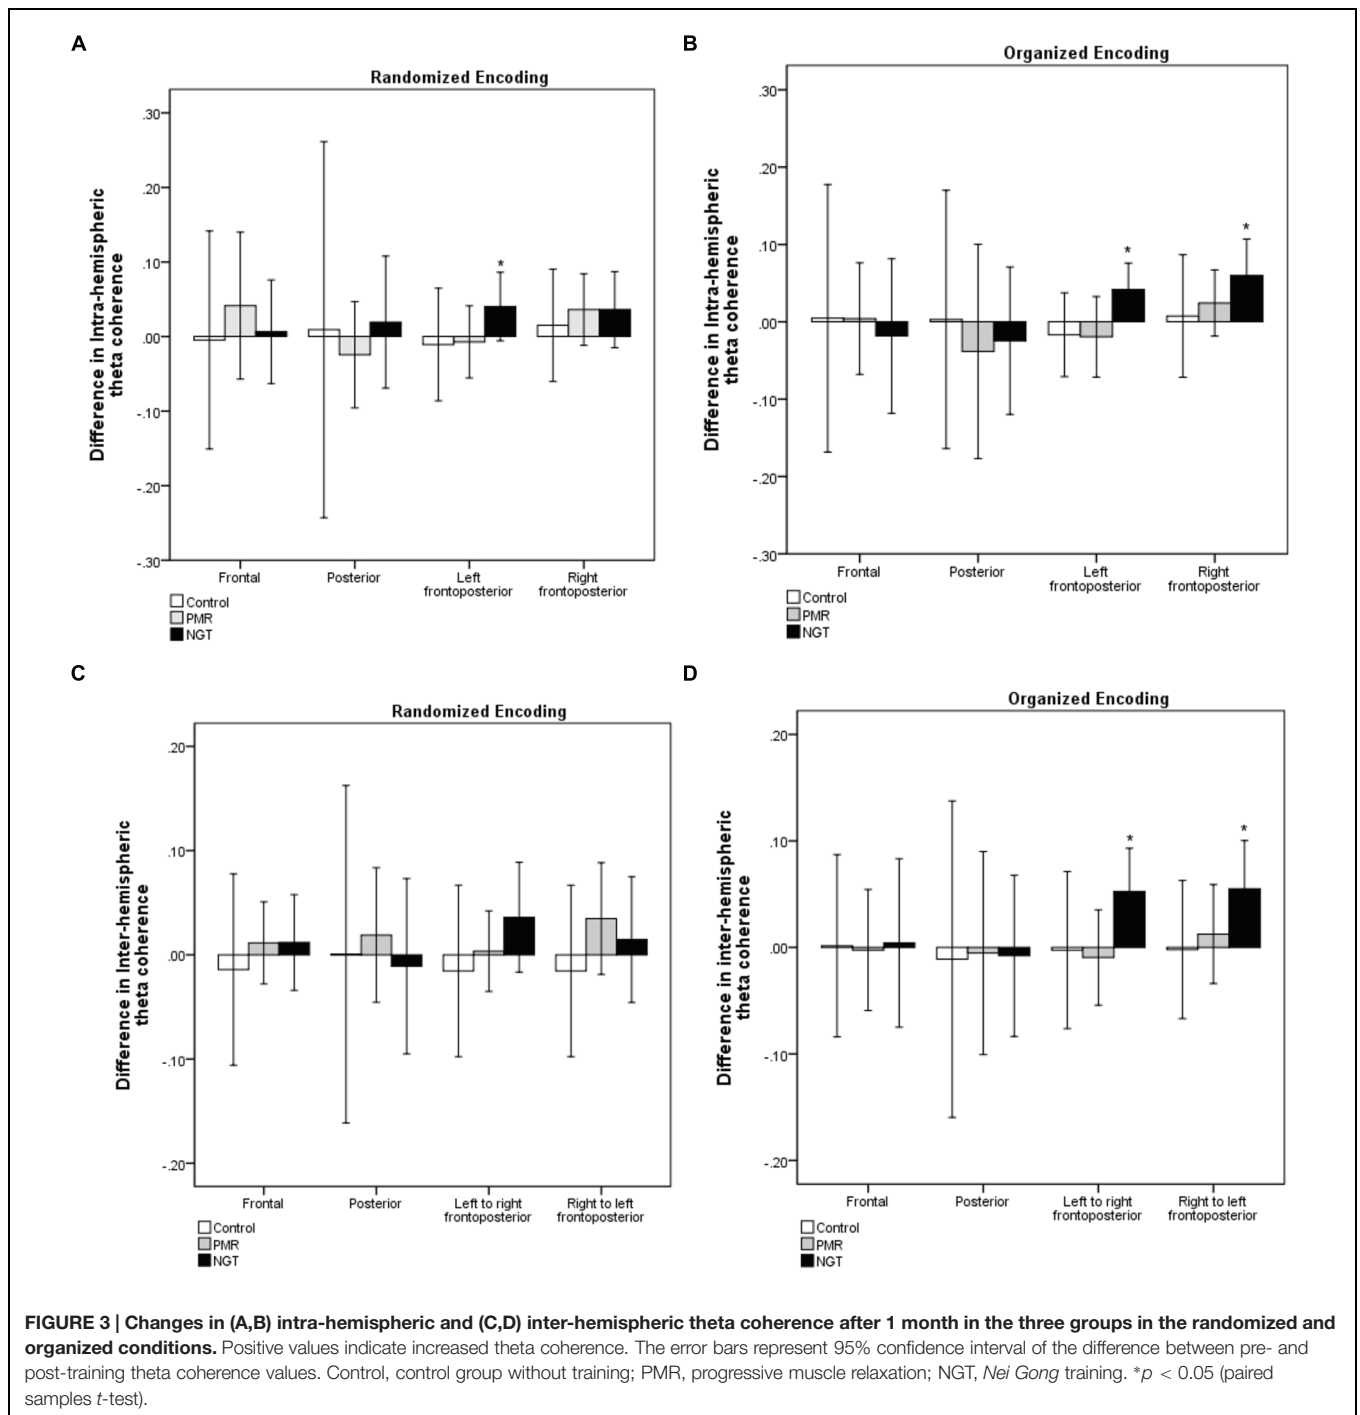 A
Randomized Encoding
Difference in Intra-hemispheric
theta coherence
.30
.20
.10
.00
-.10
-.20
-.30
*
Frontal
Posterior
Left
frontoposterior
Right
frontoposterior
Control
PMR
NGT
B
Organized Encoding
Difference in Intra-hemispheric
theta coherence
.30
.20
.10
.00
-.10
-.20
-.30
*
*
Frontal
Posterior
Left
frontoposterior
Right
frontoposterior
Control
PMR
NGT
C
Randomized Encoding
Difference in Inter-hemispheric
theta coherence
.20
.10
.00
-.10
-.20
Frontal
Posterior
Left to right
frontoposterior
Right to left
frontoposterior
Control
PMR
NGT
D
Organized Encoding
Difference in inter-hemispheric
theta coherence
.20
.10
.00
-.10
-.20
*
*
Frontal
Posterior
Left to right
frontoposterior
Right to left
frontoposterior
Control
PMR
NGT
FIGURE 3 | Changes in (A,B) intra-hemispheric and (C,D) inter-hemispheric theta coherence after 1 month in the three groups in the randomized and
organized conditions. Positive values indicate increased theta coherence. The error bars represent 95% confidence interval of the difference between pre- and
post-training theta coherence values. Control, control group without training; PMR, progressive muscle relaxation; NGT, Nei Gong training. *p < 0.05 (paired
samples t-test).